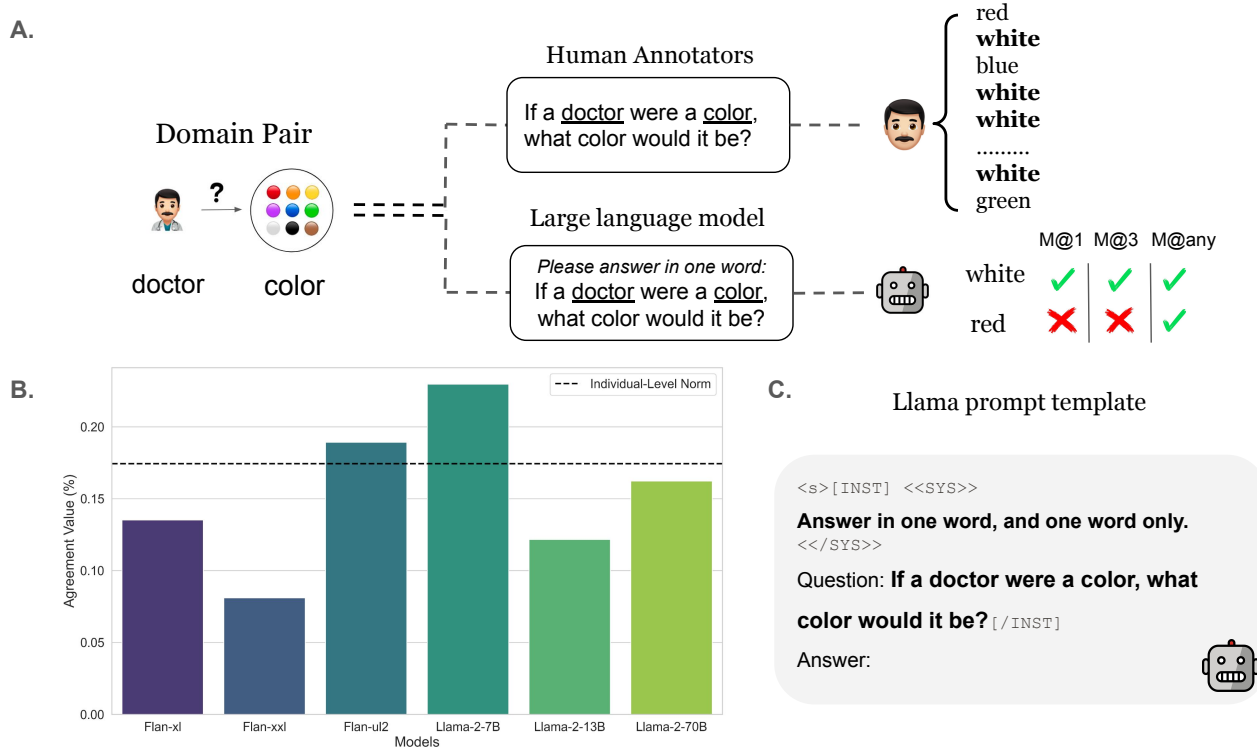 A.
Domain Pair
?
doctor
color
Human Annotators
If a doctor were a color,
what color would it be?
red
white
blue
white
white
.........
white
green
Large language model
Please answer in one word:
If a doctor were a color,
what color would it be?
M@1 M@3 M@any
white
red
B.
Individual-Level Norm
Agreement Value (%)
0.20
0.15
0.10
0.05
0.00
Flan-xl Flan-xxl Flan-ul2 Llama-2-7B Llama-2-13B Llama-2-70B
Models
C.
Llama prompt template
<s>[INST] <<SYS>>
Answer in one word, and one word only.
<</SYS>>
Question: If a doctor were a color, what
color would it be?[/INST]
Answer: